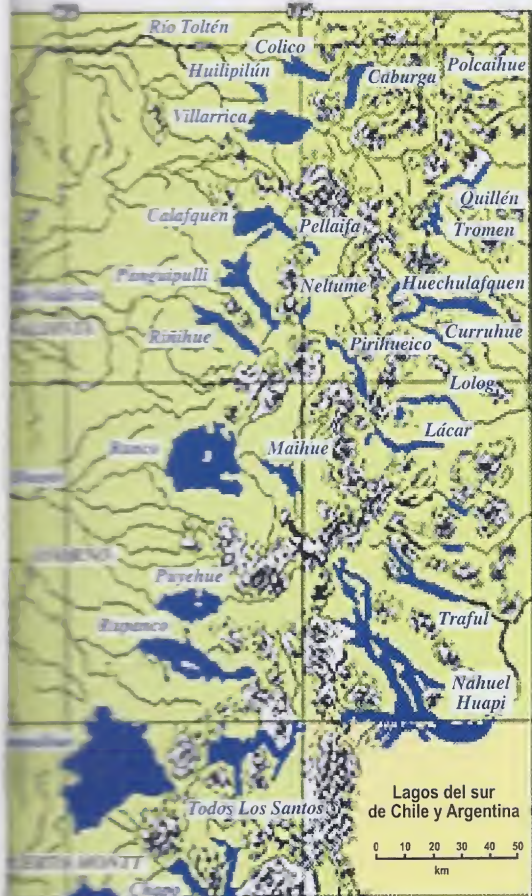 Río Toltén
Colico
Huilipilún
Caburga
Polcaihue
Villarrica
Quillén
Calafquen
Pellaifa
Tromen
Panguipulli
Neltume
Huechulafquen
Riñihue
Pirihueico
Curruhue
Lolog
Ranco
Maihue
Lácar
Puyehue
Traful
Rupanco
Nahuel
Huapi
Todos Los Santos
Lagos del sur
de Chile y Argentina
0 10 20 30 40 50
km
MONTT
Chapo